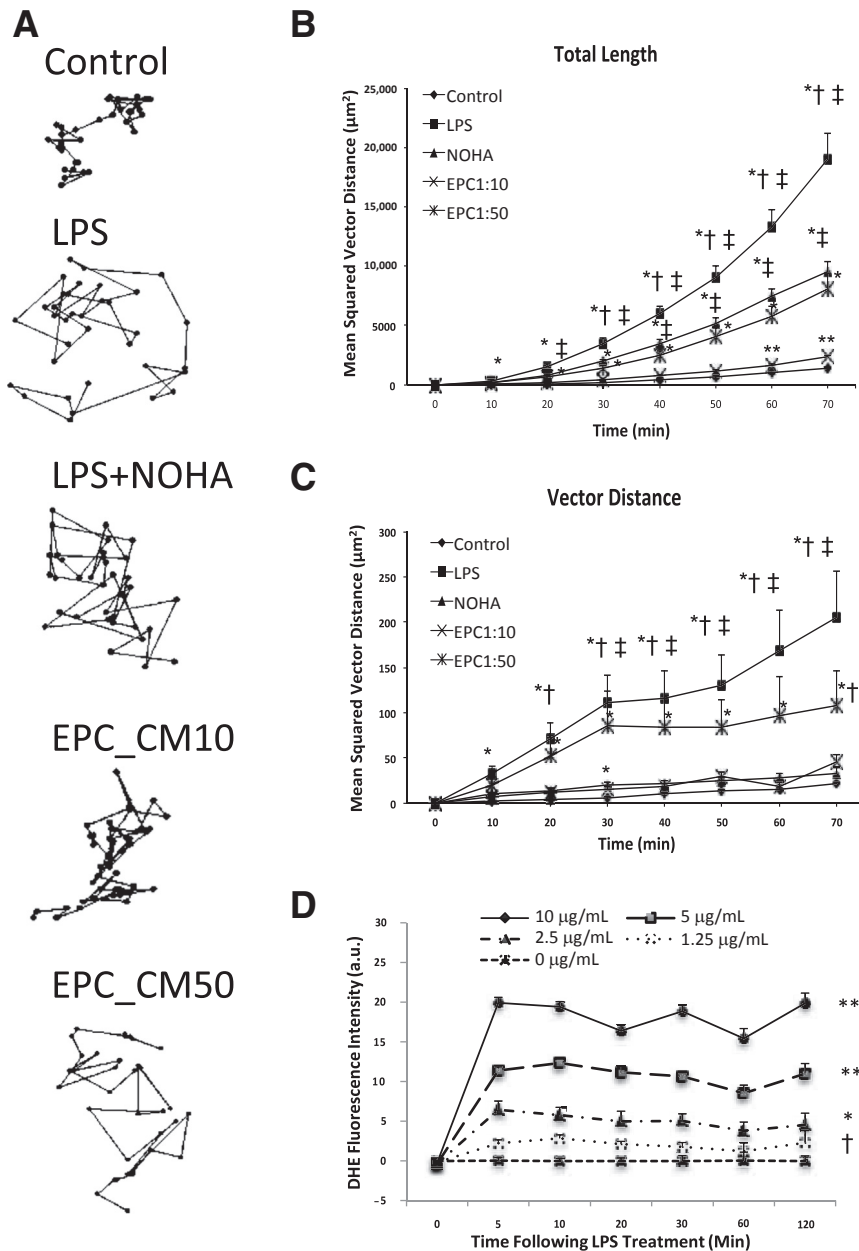 A
Control
LPS
LPS+NOHA
EPC_CM10
EPC_CM50
B
Total Length
Mean Squared Vector Distance (µm²)
25,000
20,000
15,000
10,000
5000
0
Control
LPS
NOHA
EPC1:10
EPC1:50
*† ‡
*† ‡
*† ‡
*† ‡
*† ‡
* ‡
*
*‡
*‡
*‡
*‡
*
*
*
*
*
*
*
**
**
0 10 20 30 40 50 60 70
Time (min)
C
Vector Distance
Mean Squared Vector Distance (µm²)
300
250
200
150
100
50
0
Control
LPS
NOHA
EPC1:10
EPC1:50
*† ‡
*† ‡
*† ‡
*† ‡
*† ‡
*†
*
*†
*
*
*
*
*
*
0 10 20 30 40 50 60 70
Time (min)
D
DHE Fluorescence Intensity (a.u.)
30
25
20
15
10
5
0
−5
10 µg/mL
5 µg/mL
2.5 µg/mL
1.25 µg/mL
0 µg/mL
**
**
*
†
0 5 10 20 30 60 120
Time Following LPS Treatment (Min)